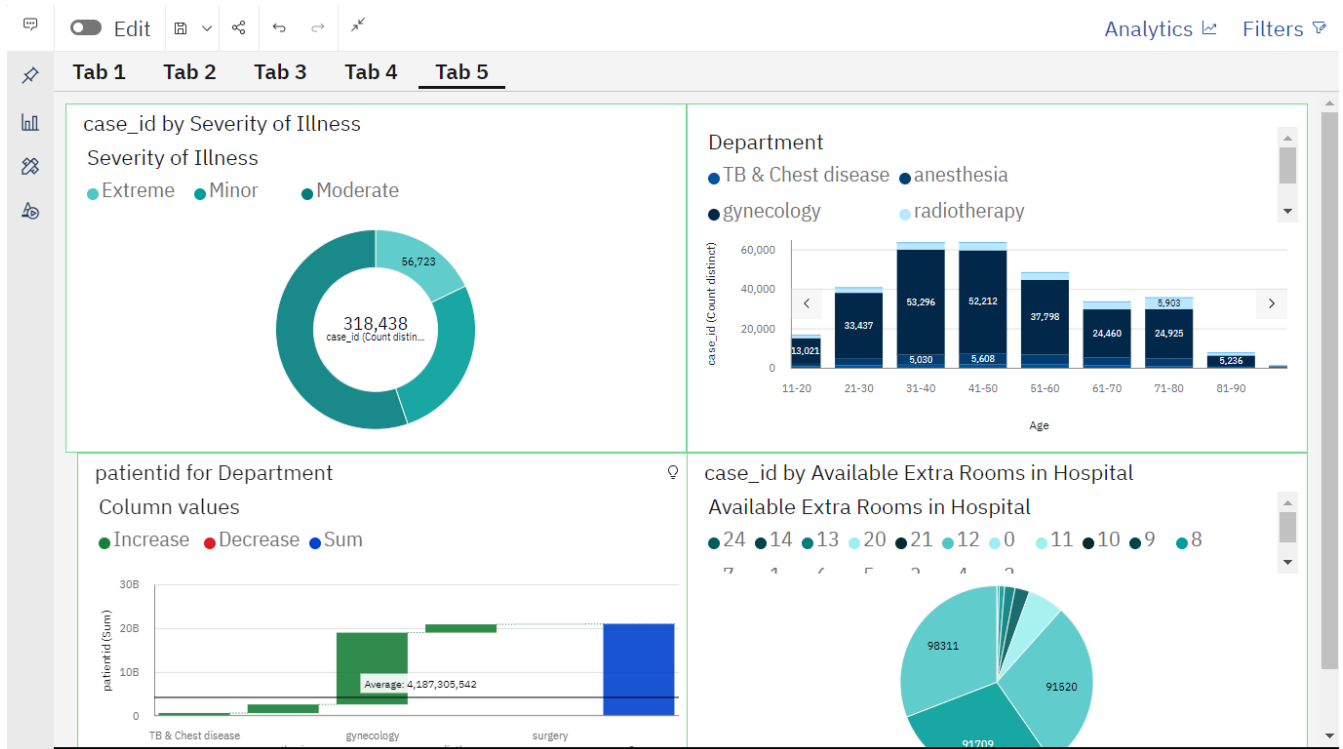 Edit
Analytics
Filters
Tab 1 Tab 2 Tab 3 Tab 4 Tab 5
case_id by Severity of Illness
Severity of Illness
Extreme Minor Moderate
56,723
318,438
case_id (Count distin...
Department
TB & Chest disease anesthesia
gynecology radiotherapy
case_id (Count distinct)
60,000
40,000
20,000
0
13,021
33,437
53,296
5,030
52,212
5,608
37,798
24,460
5,903
24,925
5,236
11-20 21-30 31-40 41-50 51-60 61-70 71-80 81-90
Age
patientid for Department
Column values
Increase Decrease Sum
patientid (Sum)
30B
20B
10B
0
Average: 4,187,305,542
TB & Chest disease gynecology surgery
case_id by Available Extra Rooms in Hospital
Available Extra Rooms in Hospital
24 14 13 20 21 12 0 11 10 9 8
98311
91520
91709